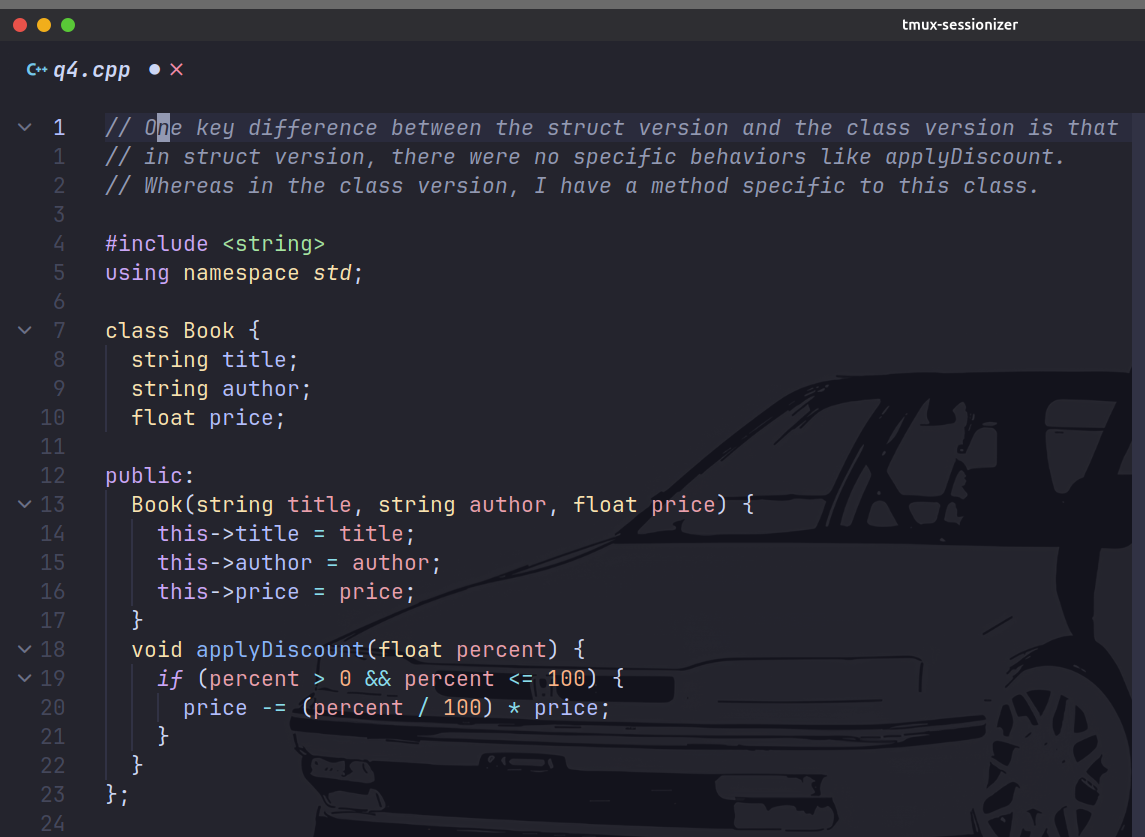 tmux-sessionizer
C++ q4.cpp
1 // One key difference between the struct version and the class version is that
1 // in struct version, there were no specific behaviors like applyDiscount.
2 // Whereas in the class version, I have a method specific to this class.
3
4 #include <string>
5 using namespace std;
6
7 class Book {
8 string title;
9 string author;
10 float price;
11
12 public:
13 Book(string title, string author, float price) {
14 this->title = title;
15 this->author = author;
16 this->price = price;
17 }
18 void applyDiscount(float percent) {
19 if (percent > 0 && percent <= 100) {
20 price -= (percent / 100) * price;
21 }
22 }
23 };
24